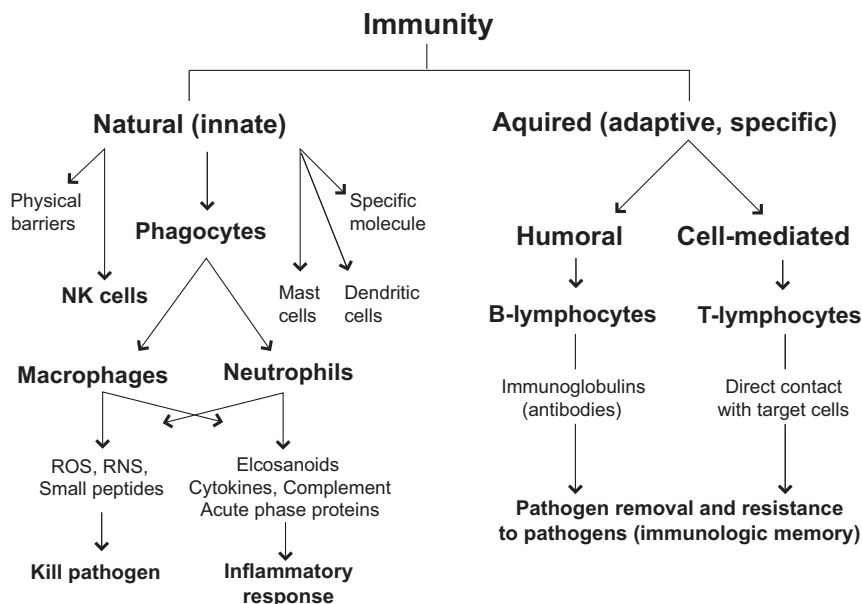 Immunity
Natural (innate)
Aquired (adaptive, specific)
Physical
barriers
Phagocytes
Specific
molecule
NK cells
Mast
cells
Dendritic
cells
Humoral
Cell-mediated
B-lymphocytes
T-lymphocytes
Macrophages
Neutrophils
Immunoglobulins
(antibodies)
Direct contact
with target cells
ROS, RNS,
Small peptides
Elcosanoids
Cytokines, Complement
Acute phase proteins
Pathogen removal and resistance
to pathogens (immunologic memory)
Kill pathogen
Inflammatory
response